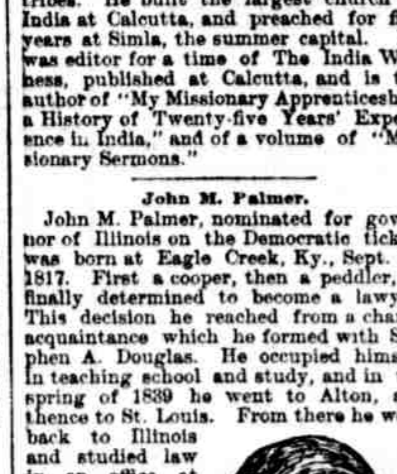 tribes. He built the largest church
India at Calcutta, and preached for
years at Simla, the summer capital.
was editor for a time of The India W
ness, published at Calcutta, and is
author of "My Missionary Apprenticesh
a History of Twenty-five Years' Expe
ence in India," and of a volume of "M
sionary Sermons."
John M. Palmer.
John M. Palmer, nominated for gov
nor of Illinois on the Democratic tick
was born at Eagle Creek, Ky., Sept.
1817. First a cooper, then a peddler,
finally determined to become a lawy
This decision he reached from a cha
acquaintance which he formed with S
phen A. Douglas. He occupied hims
in teaching school and study, and in
spring of 1839 he went to Alton,
thence to St. Louis. From there he w
back to Illinois
and studied law
in an office at